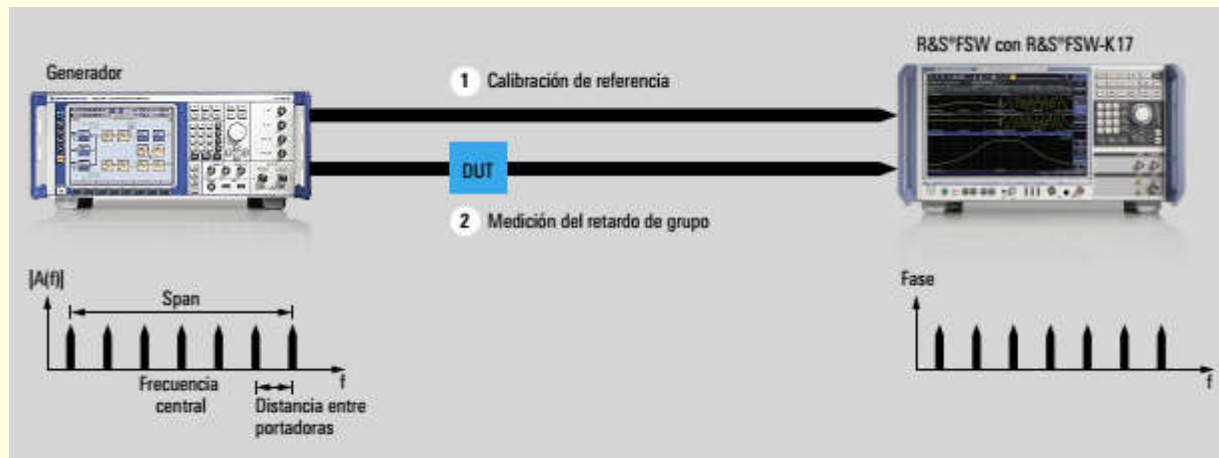 R&S®FSW con R&S®FSW-K17
Generador
1 Calibración de referencia
DUT
2 Medición del retardo de grupo
|A(f)|
Span
f
Frecuencia
central
Distancia entre
portadoras
Fase
f